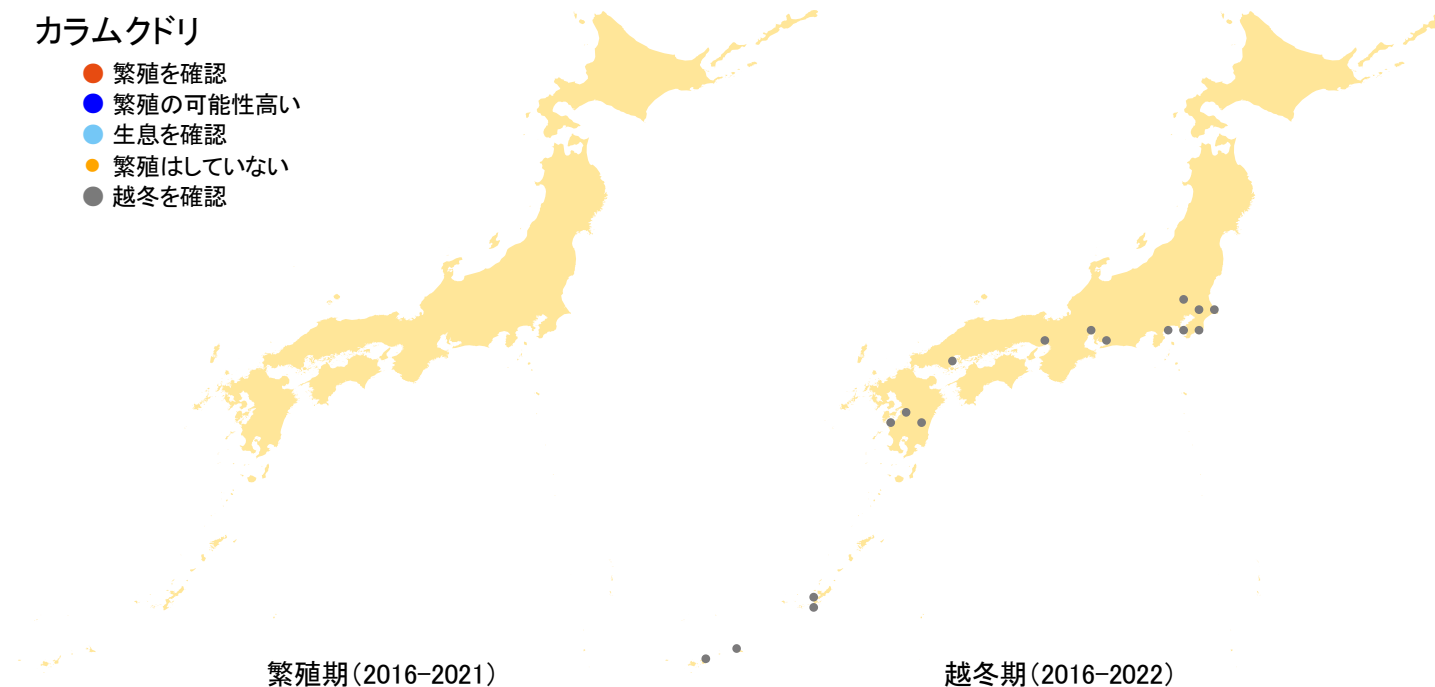 カラムクドリ
繁殖を確認
繁殖の可能性高い
生息を確認
繁殖はしていない
越冬を確認
繁殖期（2016-2021）
越冬期（2016-2022）